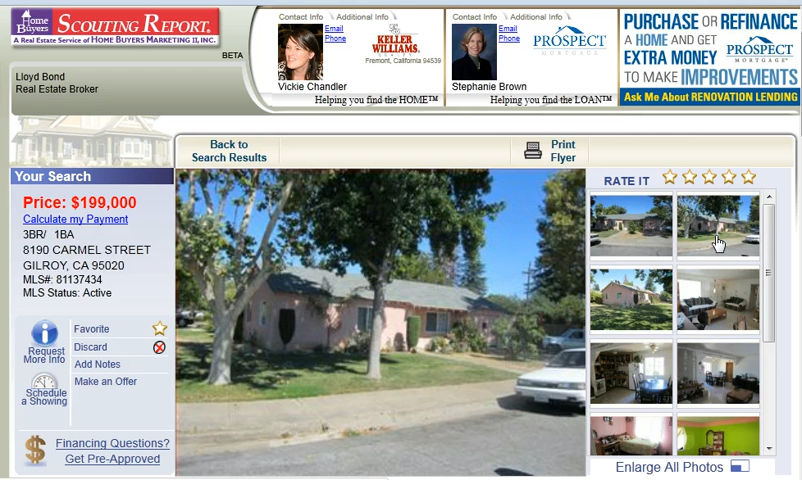 Home
Buyers
SCOUTING REPORT.®
A Real Estate Service of HOME BUYERS MARKETING II, INC.
BETA
Lloyd Bond
Real Estate Broker
Contact Info
Additional Info
Email
Phone
KELLER
WILLIAMS.
REALTY
Fremont, California 94539
Vickie Chandler
Helping you find the HOME™
Contact Info
Additional Info
Email
Phone
PROSPECT
MORTGAGE
Stephanie Brown
Helping you find the LOAN™
PURCHASE OR REFINANCE
A HOME AND GET
EXTRA MONEY
TO MAKE IMPROVEMENTS
PROSPECT
MORTGAGE
Ask Me About RENOVATION LENDING
Back to
Search Results
Print
Flyer
Your Search
Price: $199,000
Calculate my Payment
3BR/ 1BA
8190 CARMEL STREET
GILROY, CA 95020
MLS#: 81137434
MLS Status: Active
Request
More Info
Schedule
a Showing
Favorite
Discard
Add Notes
Make an Offer
Financing Questions?
Get Pre-Approved
RATE IT
Enlarge All Photos